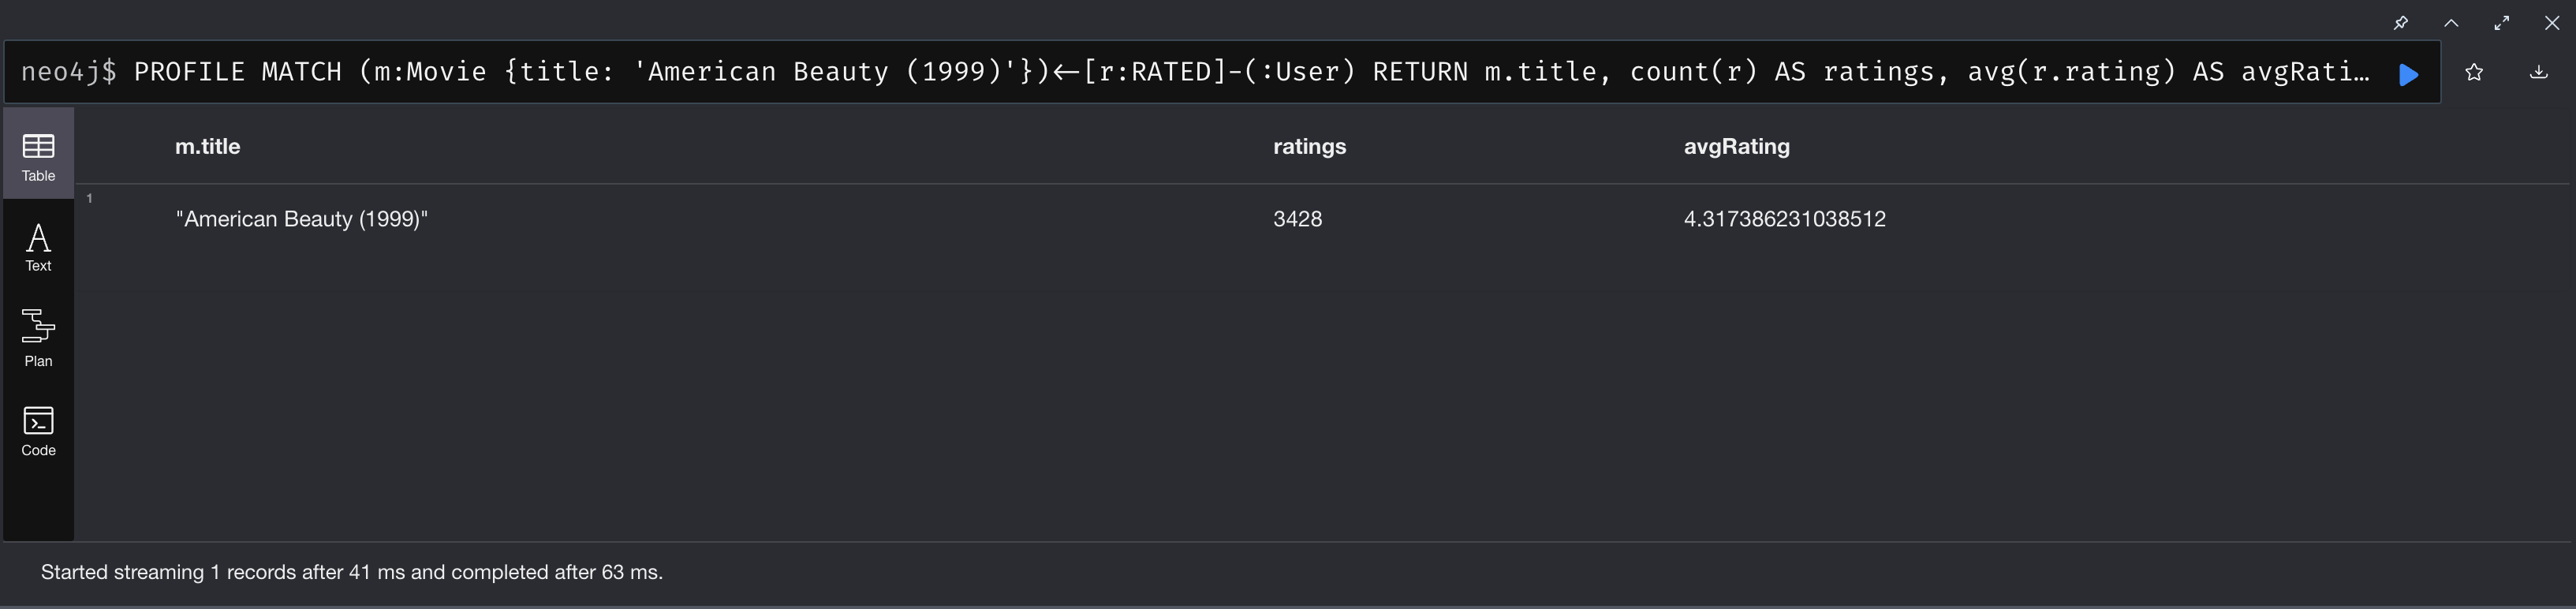 neo4j$ PROFILE MATCH (m:Movie {title: 'American Beauty (1999)'})<-[r:RATED]-(:User) RETURN m.title, count(r) AS ratings, avg(r.rating) AS avgRati…
Table
Text
Plan
Code
m.title ratings avgRating
1
"American Beauty (1999)" 3428 4.317386231038512
Started streaming 1 records after 41 ms and completed after 63 ms.